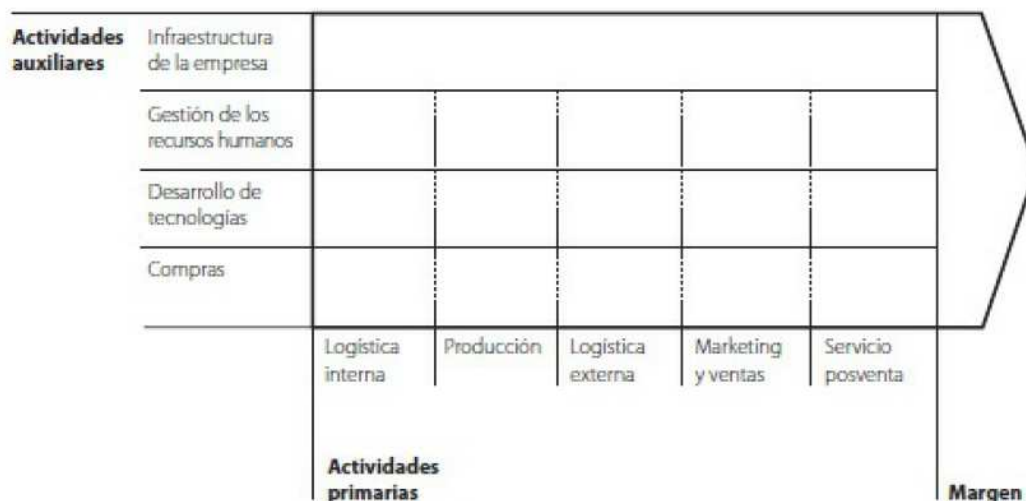 Actividades
auxiliares
Infraestructura
de la empresa
Gestión de los
recursos humanos
Desarrollo de
tecnologías
Compras
Logística
interna
Producción
Logística
externa
Marketing
y ventas
Servicio
posventa
Actividades
primarias
Margen